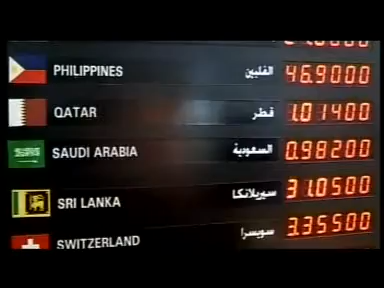 PHILIPPINES الفلبين 46.9000
QATAR قطر 1.01400
SAUDI ARABIA السعودية 0.98200
SRI LANKA سيريلانكا 31.0500
SWITZERLAND سويسرا 3.35500